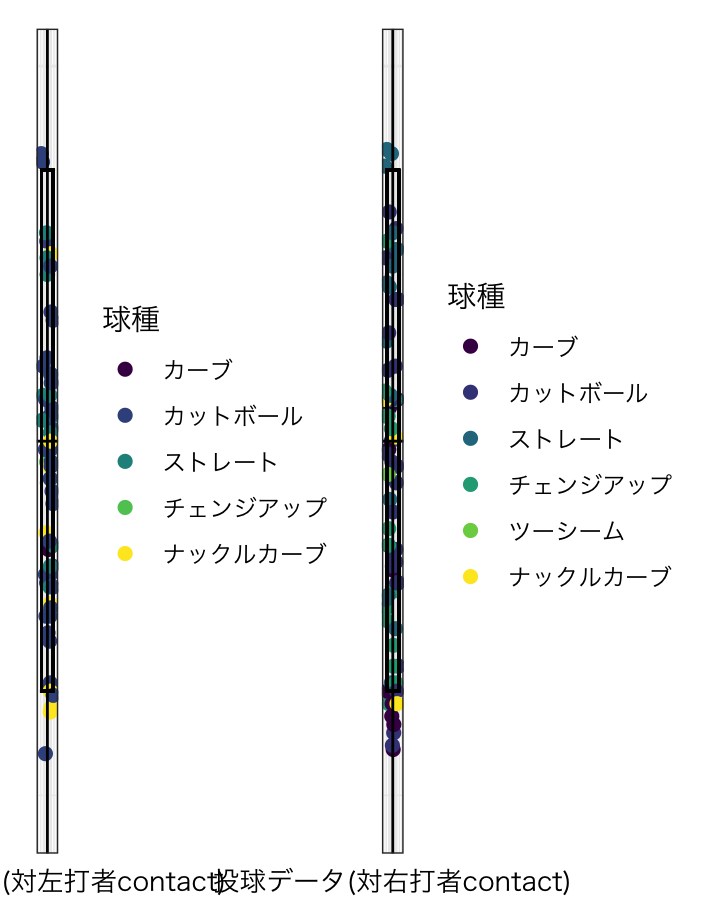 球種
カーブ
カットボール
ストレート
チェンジアップ
ナックルカーブ
球種
カーブ
カットボール
ストレート
チェンジアップ
ツーシーム
ナックルカーブ
(対左打者contact)
投球データ(対右打者contact)